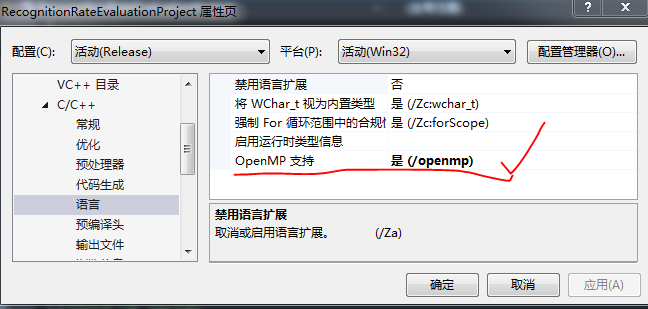 RecognitionRateEvaluationProject 属性页
配置(C): 活动(Release) 平台(P): 活动(Win32) 配置管理器(O)...
VC++ 目录
C/C++
常规
优化
预处理器
代码生成
语言
预编译头
输出文件
禁用语言扩展 否
将 WChar_t 视为内置类型 是 (/Zc:wchar_t)
强制 For 循环范围中的合规 是 (/Zc:forScope)
启用运行时类型信息
OpenMP 支持 是 (/openmp)
禁用语言扩展
取消或启用语言扩展。 (/Za)
确定 取消 应用(A)